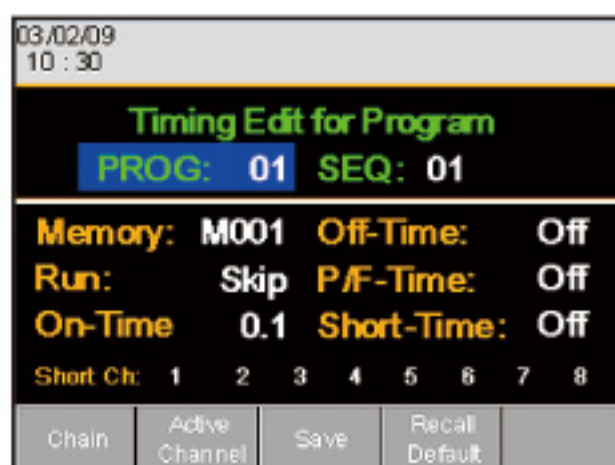 03/02/09
10 : 30
Timing Edit for Program
PROG: 01 SEQ: 01
Memory: M001 Off-Time: Off
Run: Skip P/F-Time: Off
On-Time 0.1 Short-Time: Off
Short Ch: 1 2 3 4 5 6 7 8
Chain Active Channel Save Recall Default